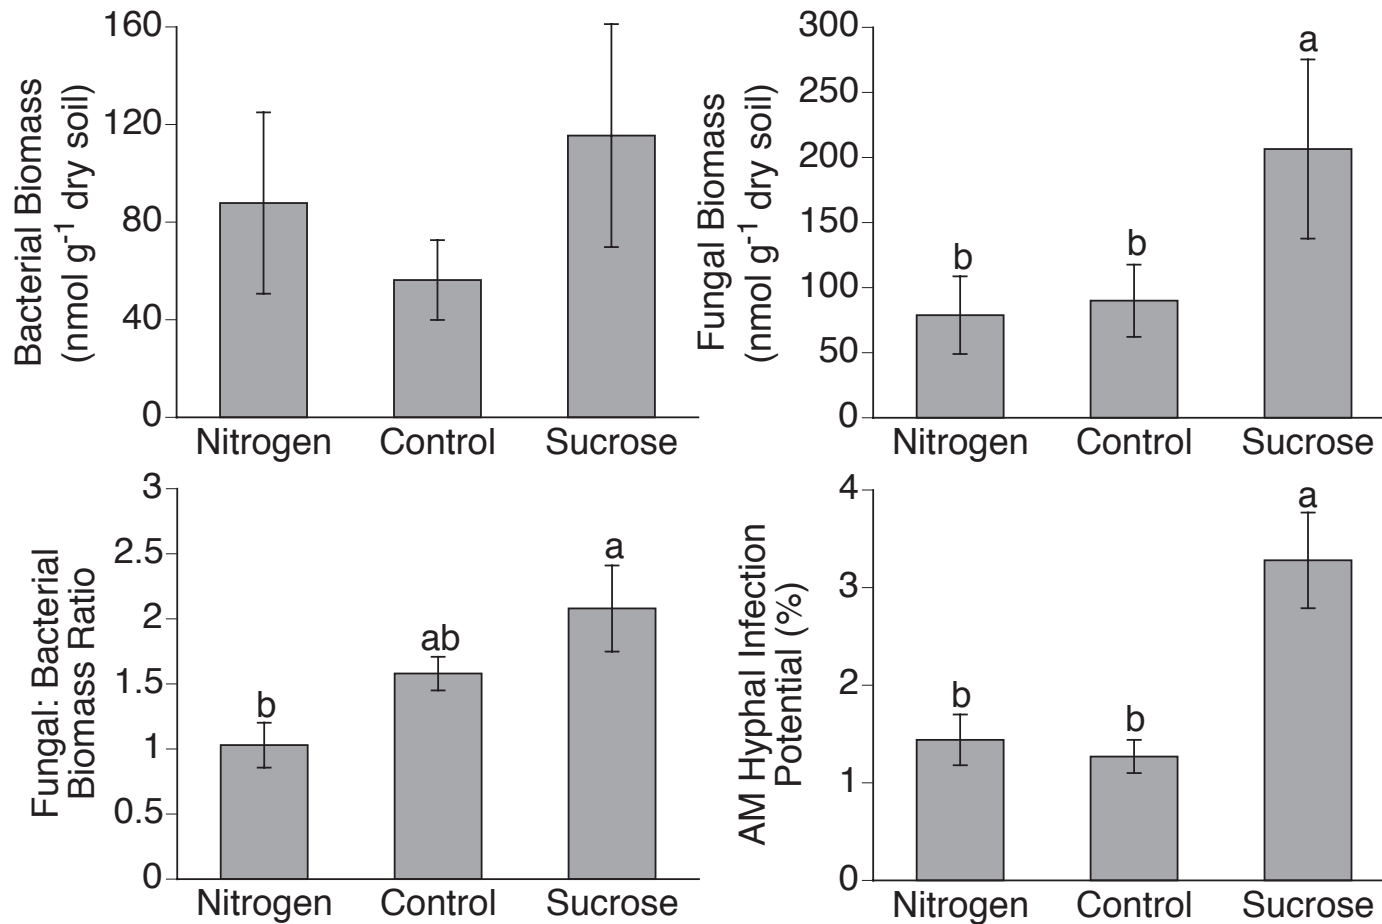 Bacterial Biomass
(nmol g-1 dry soil)
160
120
80
40
0
Nitrogen Control Sucrose
Fungal Biomass
(nmol g-1 dry soil)
300
250
200
150
100
50
0
b
b
a
Nitrogen Control Sucrose
Fungal: Bacterial
Biomass Ratio
3
2.5
2
1.5
1
0.5
0
b
ab
a
Nitrogen Control Sucrose
AM Hyphal Infection
Potential (%)
4
3
2
1
0
b
b
a
Nitrogen Control Sucrose